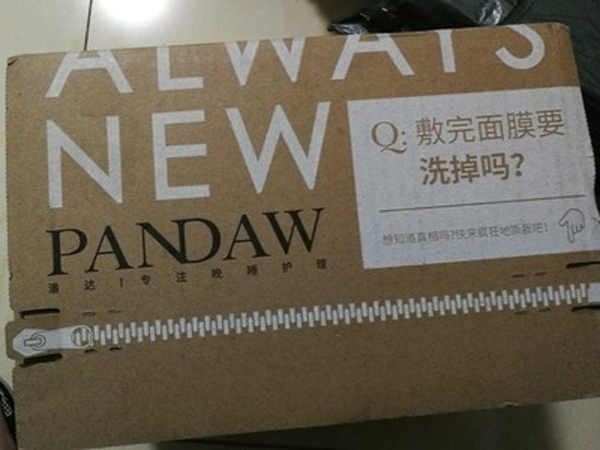 ALWAYS
NEW
PANDAW
潘达|专注晚睡护理
Q: 敷完面膜要
洗掉吗?
想知道真相吗?快来疯狂地撕我吧!